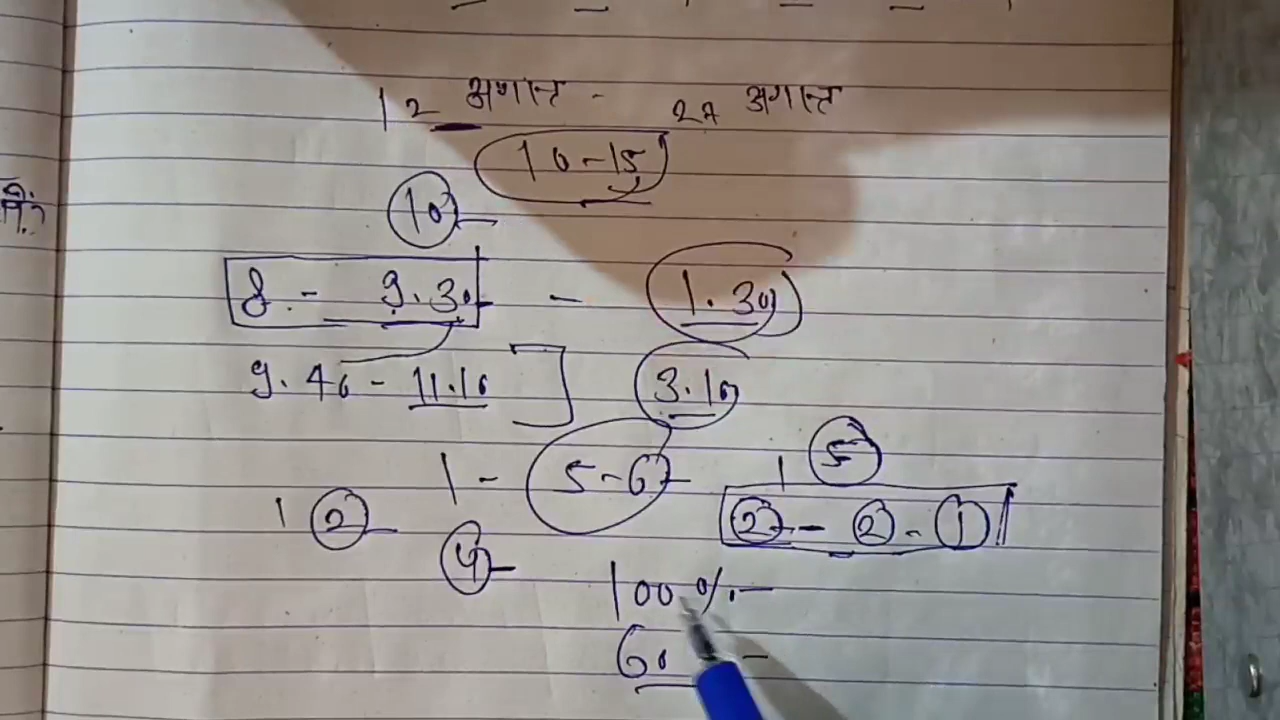 12 अगस्त - 27 अगस्त
10-15
10
8 - 9.30 - 1.30
9.40 - 11.10 3.10
1 - 5-6 - 1 5
1 2 2 - 2 - 1
4
100%
60